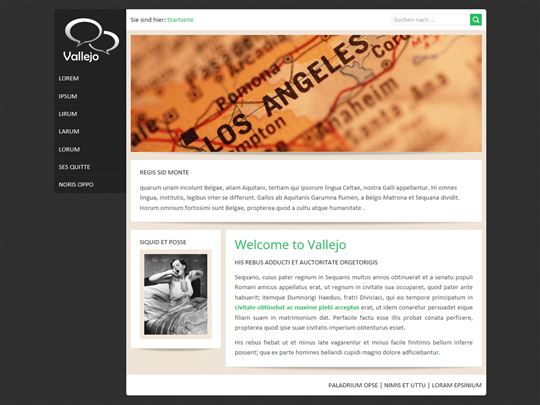 Vallejo
LOREM
IPSUM
LIRUM
LARUM
LORUM
SES QUITTE
NORIS OPPO
Sie sind hier: Startseite
Suchen nach ...
Pomona
LOS ANGELES
Compton
Anaheim
Santa Ana
REGIS SID MONTE
quarum unam incolunt Belgae, aliam Aquitani, tertiam qui ipsorum lingua Celtae, nostra Galli appellantur. Hi omnes
lingua, institutis, legibus inter se differunt. Gallos ab Aquitanis Garumna flumen, a Belgis Matrona et Sequana dividit.
Horum omnium fortissimi sunt Belgae, propterea quod a cultu atque humanitate .
SIQUID ET POSSE
Welcome to Vallejo
HIS REBUS ADDUCTI ET AUCTORITATE ORGETORIGIS
Sequano, cuius pater regnum in Sequanis multos annos obtinuerat et a senatu populi
Romani amicus appellatus erat, ut regnum in civitate sua occuparet, quod pater ante
habuerit; itemque Dumnorigi Haeduo, fratri Diviciaci, qui eo tempore principatum in
civitate obtinebat ac maxime plebi acceptus erat, ut idem conaretur persuadet eique
filiam suam in matrimonium dat. Perfacile factu esse illis probat conata perficere,
propterea quod ipse suae civitatis imperium obtenturus esset.
His rebus fiebat ut et minus late vagarentur et minus facile finitimis bellum inferre
possent; qua ex parte homines bellandi cupidi magno dolore adficiebantur.
PALADRIUM OPSE | NIMIS ET UTTU | LORAM EPSINIUM